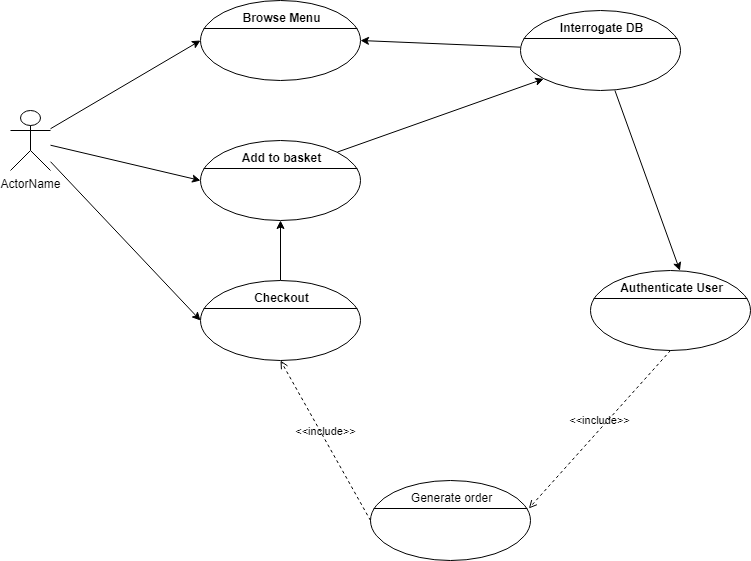 Browse Menu
Interrogate DB
Add to basket
ActorName
Checkout
Authenticate User
<<include>>
<<include>>
Generate order